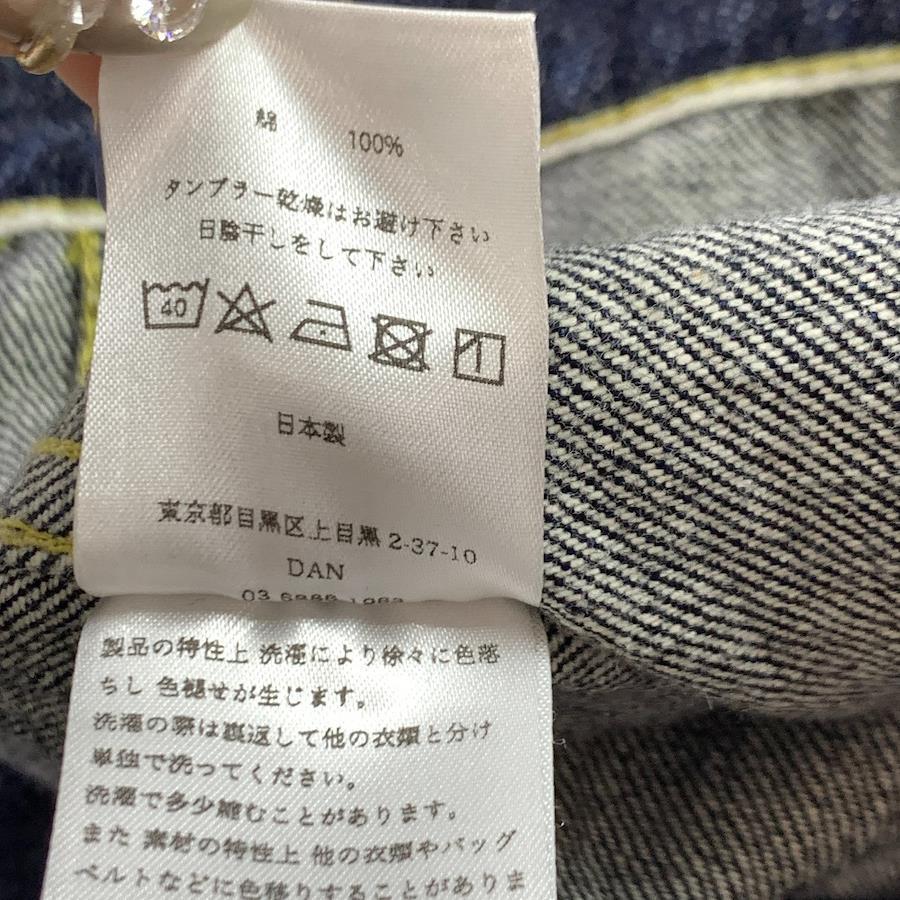 綿 100%
タンブラー乾燥はお避け下さい
日陰干しをして下さい
40
日本製
東京都目黒区上目黒 2-37-10
DAN
03
製品の特性上 洗濯により徐々に色落
ちし 色褪せが生じます。
洗濯の際は裏返して他の衣類と分け
単独で洗ってください。
洗濯で多少縮むことがあります。
また 素材の特性上 他の衣類やバッグ
ベルトなどに色移りすることがありま